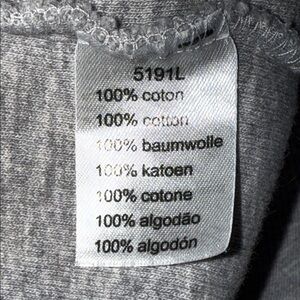 5191L
100% coton
100% cotton
100% baumwolle
100% katoen
100% cotone
100% algodão
100% algodón